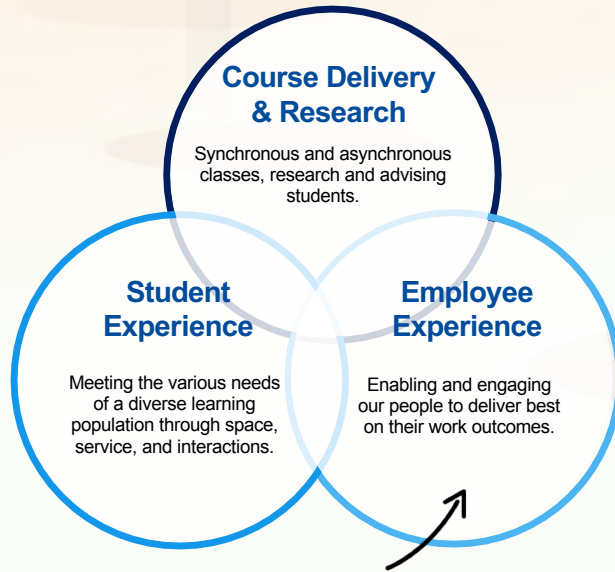 Course Delivery
& Research
Synchronous and asynchronous
classes, research and advising
students.
Student
Experience
Meeting the various needs
of a diverse learning
population through space,
service, and interactions.
Employee
Experience
Enabling and engaging
our people to deliver best
on their work outcomes.